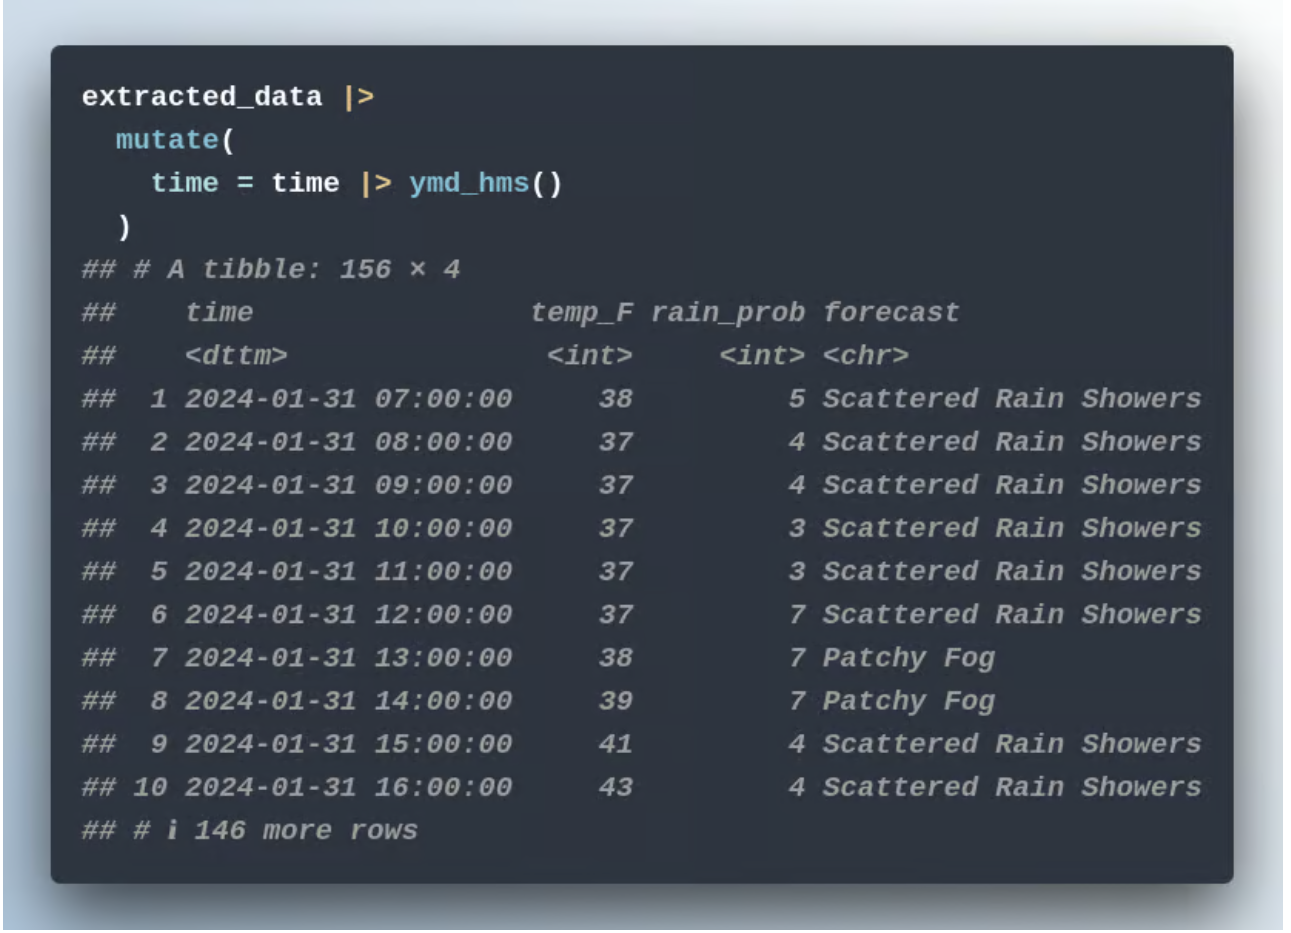 extracted_data |>
  mutate(
    time = time |> ymd_hms()
  )
## # A tibble: 156 × 4
##    time                temp_F rain_prob forecast
##    <dttm>               <int>     <int> <chr>
##  1 2024-01-31 07:00:00     38         5 Scattered Rain Showers
##  2 2024-01-31 08:00:00     37         4 Scattered Rain Showers
##  3 2024-01-31 09:00:00     37         4 Scattered Rain Showers
##  4 2024-01-31 10:00:00     37         3 Scattered Rain Showers
##  5 2024-01-31 11:00:00     37         3 Scattered Rain Showers
##  6 2024-01-31 12:00:00     37         7 Scattered Rain Showers
##  7 2024-01-31 13:00:00     38         7 Patchy Fog
##  8 2024-01-31 14:00:00     39         7 Patchy Fog
##  9 2024-01-31 15:00:00     41         4 Scattered Rain Showers
## 10 2024-01-31 16:00:00     43         4 Scattered Rain Showers
## # ℹ 146 more rows